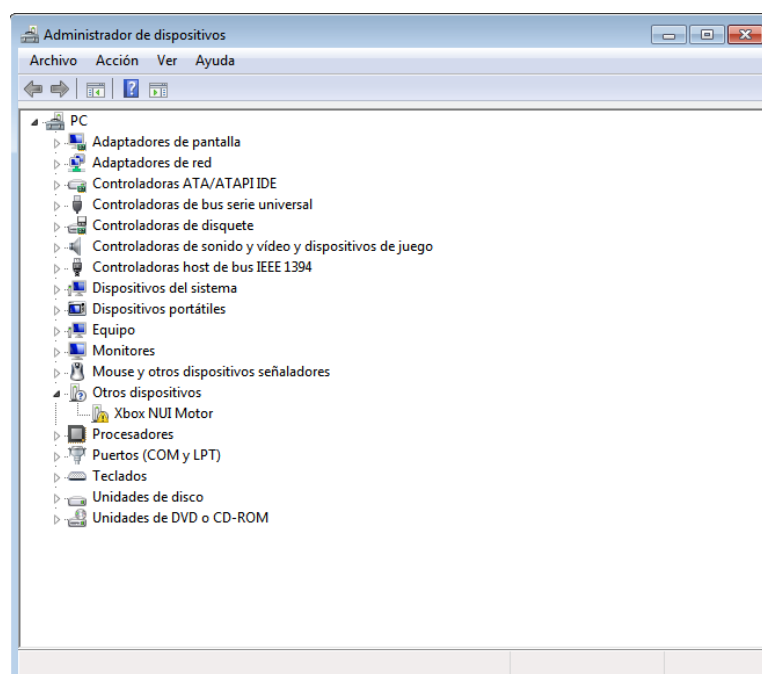 Administrador de dispositivos
Archivo Acción Ver Ayuda
PC
Adaptadores de pantalla
Adaptadores de red
Controladoras ATA/ATAPI IDE
Controladoras de bus serie universal
Controladoras de disquete
Controladoras de sonido y vídeo y dispositivos de juego
Controladoras host de bus IEEE 1394
Dispositivos del sistema
Dispositivos portátiles
Equipo
Monitores
Mouse y otros dispositivos señaladores
Otros dispositivos
Xbox NUI Motor
Procesadores
Puertos (COM y LPT)
Teclados
Unidades de disco
Unidades de DVD o CD-ROM